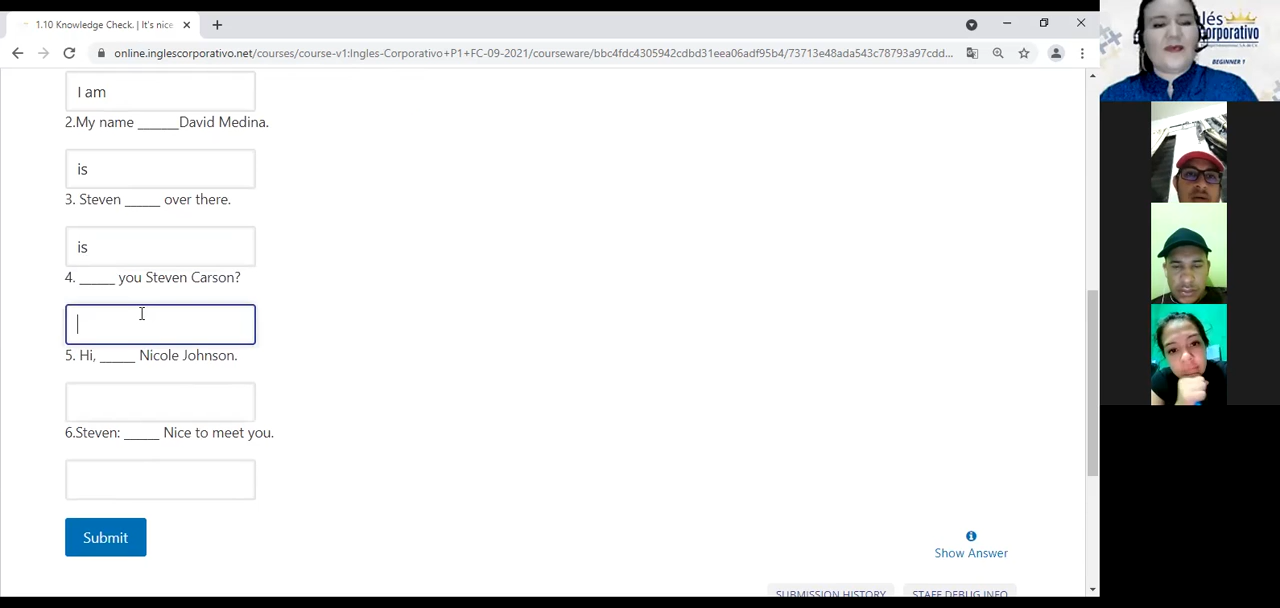 1.10 Knowledge Check. | It's nice
online.inglescorporativo.net/courses/course-v1:Ingles-Corporativo+P1+FC-09-2021/courseware/bbc4fdc4305942cdbd31eea06adf95b4/73713e48ada543c78793a97cdd...
I am
2.My name ______David Medina.
is
3. Steven _____ over there.
is
4. _____ you Steven Carson?
5. Hi, _____ Nicole Johnson.
6.Steven: _____ Nice to meet you.
Submit
Show Answer
SUBMISSION HISTORY
STAFF DEBUG INFO
lés
orporativo
BEGINNER 1